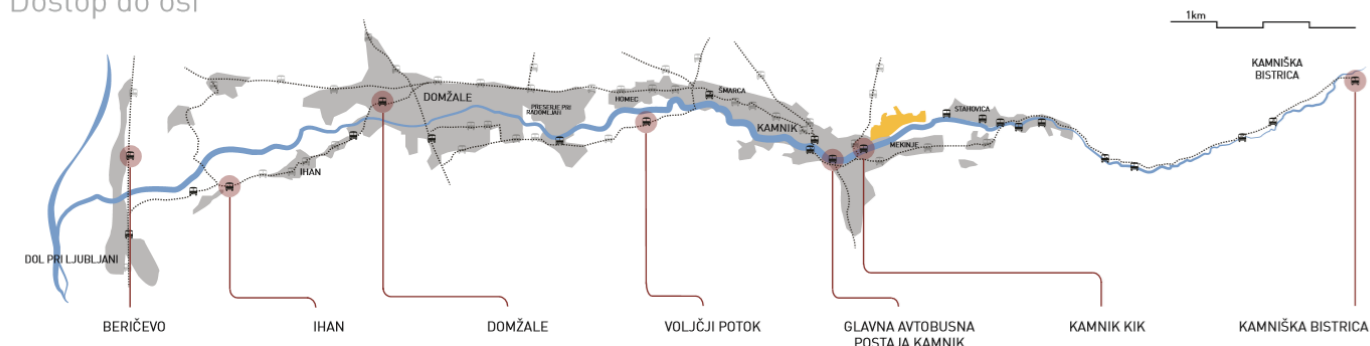 Dostop do osi
1km
KAMNIŠKA
BISTRICA
DOMŽALE
HOMEC
ŠMARCA
PRESERJE PRI
RADOMLJAH
STAHOVICA
KAMNIK
MEKINJE
IHAN
DOL PRI LJUBLJANI
BERIČEVO
IHAN
DOMŽALE
VOLJČJI POTOK
GLAVNA AVTOBUSNA
POSTAJA KAMNIK
KAMNIK KIK
KAMNIŠKA BISTRICA